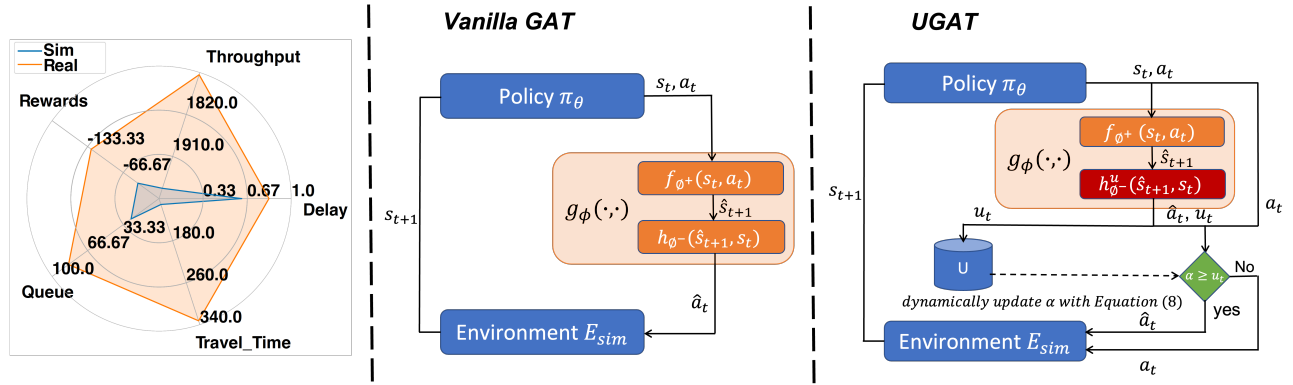 Sim
Real
Throughput
Rewards
1820.0
-133.33
1910.0
-66.67
0.33
0.67
1.0
Delay
33.33
180.0
66.67
260.0
100.0
Queue
340.0
Travel_Time
Vanilla GAT
Policy π_θ
s_t, a_t
f_{∅⁺}(s_t, a_t)
g_ϕ(·,·)
ŝ_{t+1}
s_{t+1}
h_{∅⁻}(ŝ_{t+1}, s_t)
â_t
Environment E_{sim}
UGAT
Policy π_θ
s_t, a_t
f_{∅⁺}(s_t, a_t)
g_ϕ(·,·)
ŝ_{t+1}
h^u_{∅⁻}(ŝ_{t+1}, s_t)
s_{t+1}
u_t
â_t, u_t
a_t
U
α ≥ u_t
No
dynamically update α with Equation (8)
yes
â_t
Environment E_{sim}
a_t